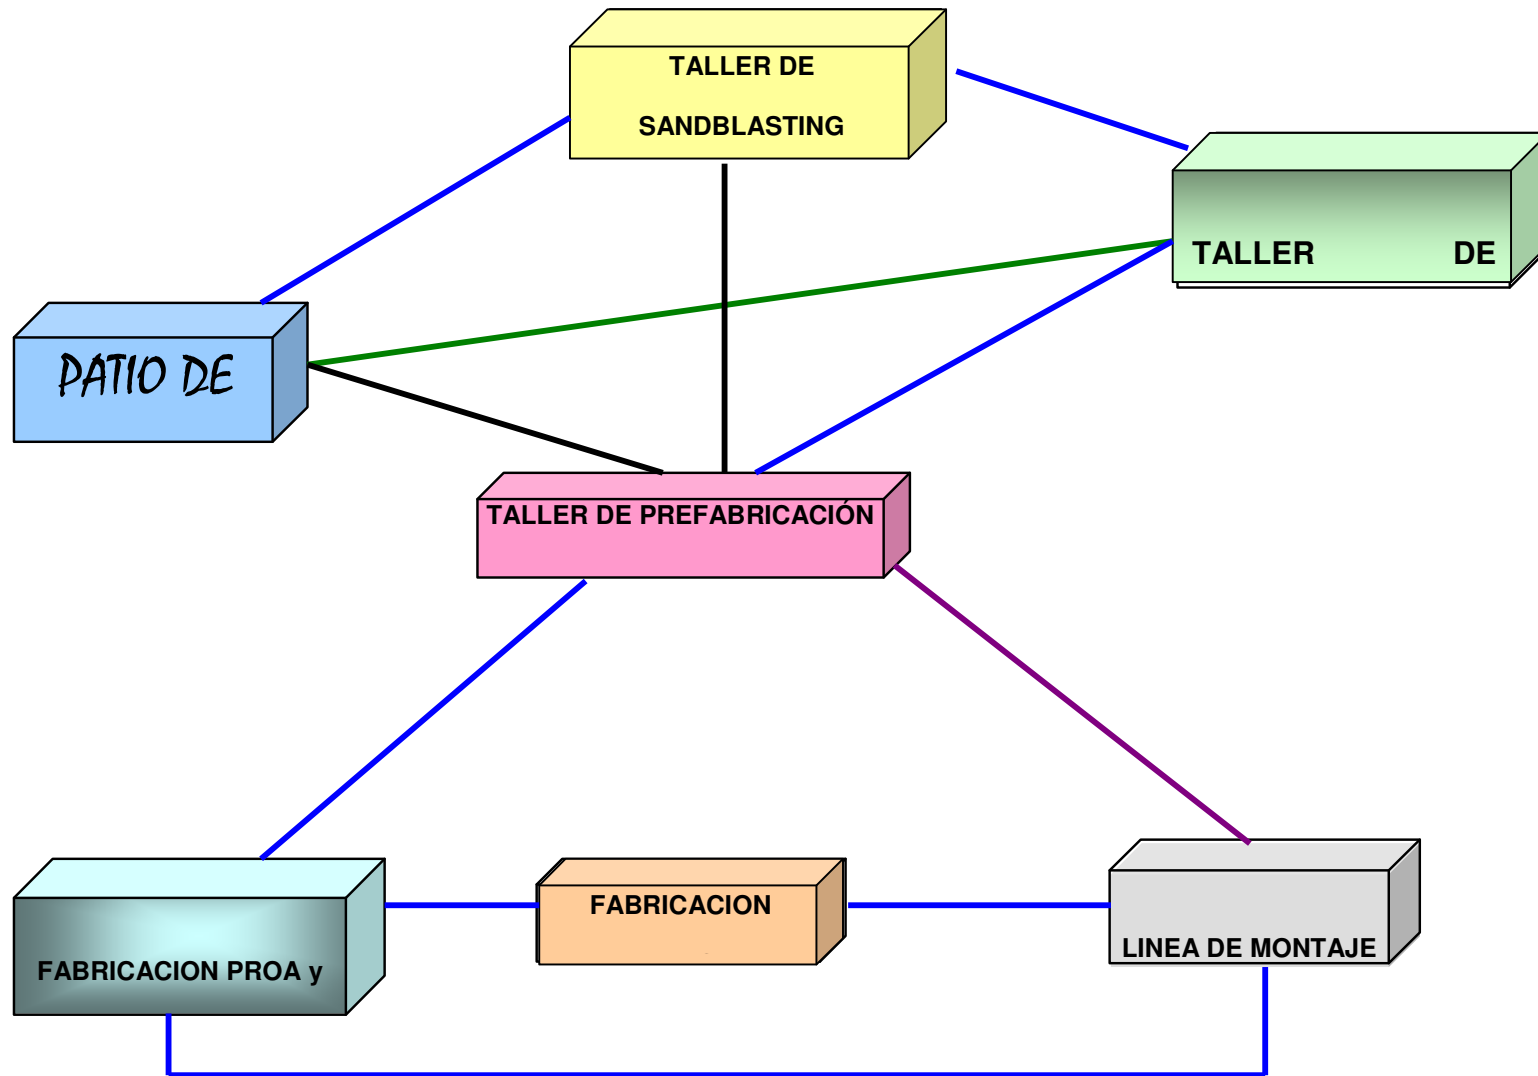 TALLER DE
SANDBLASTING
TALLER DE
PATIO DE
TALLER DE PREFABRICACIÓN
FABRICACION PROA y
FABRICACION
LINEA DE MONTAJE